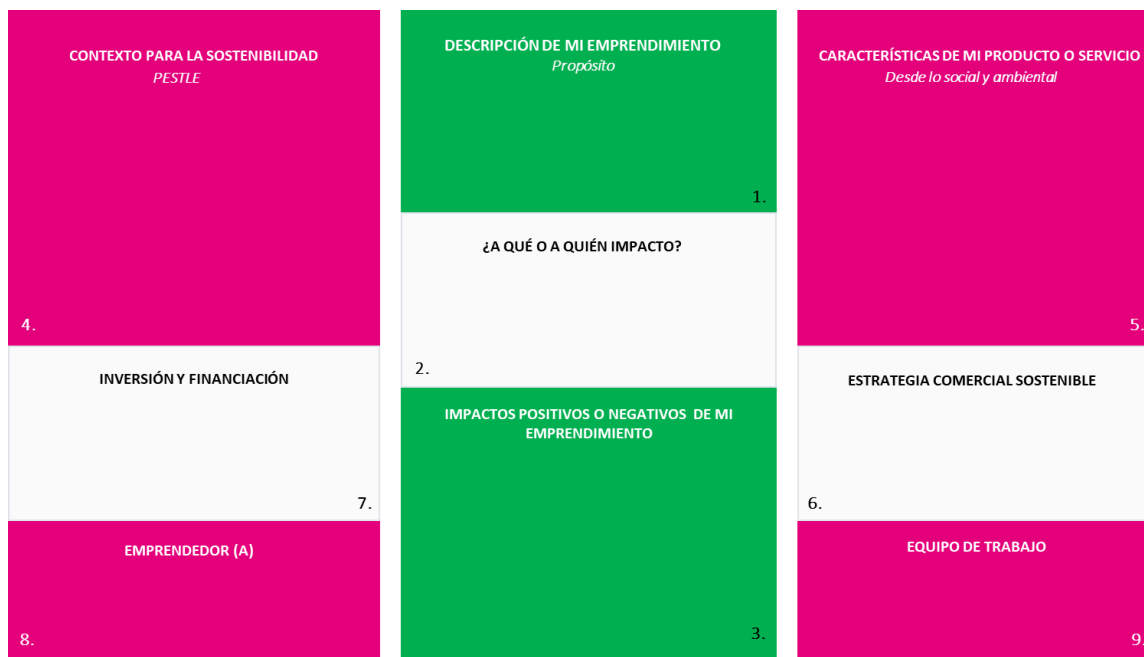 CONTEXTO PARA LA SOSTENIBILIDAD
PESTLE
4.
INVERSIÓN Y FINANCIACIÓN
7.
EMPRENDEDOR (A)
8.
DESCRIPCIÓN DE MI EMPRENDIMIENTO
Propósito
1.
¿A QUÉ O A QUIÉN IMPACTO?
2.
IMPACTOS POSITIVOS O NEGATIVOS DE MI
EMPRENDIMIENTO
3.
CARACTERÍSTICAS DE MI PRODUCTO O SERVICIO
Desde lo social y ambiental
5.
ESTRATEGIA COMERCIAL SOSTENIBLE
6.
EQUIPO DE TRABAJO
9.